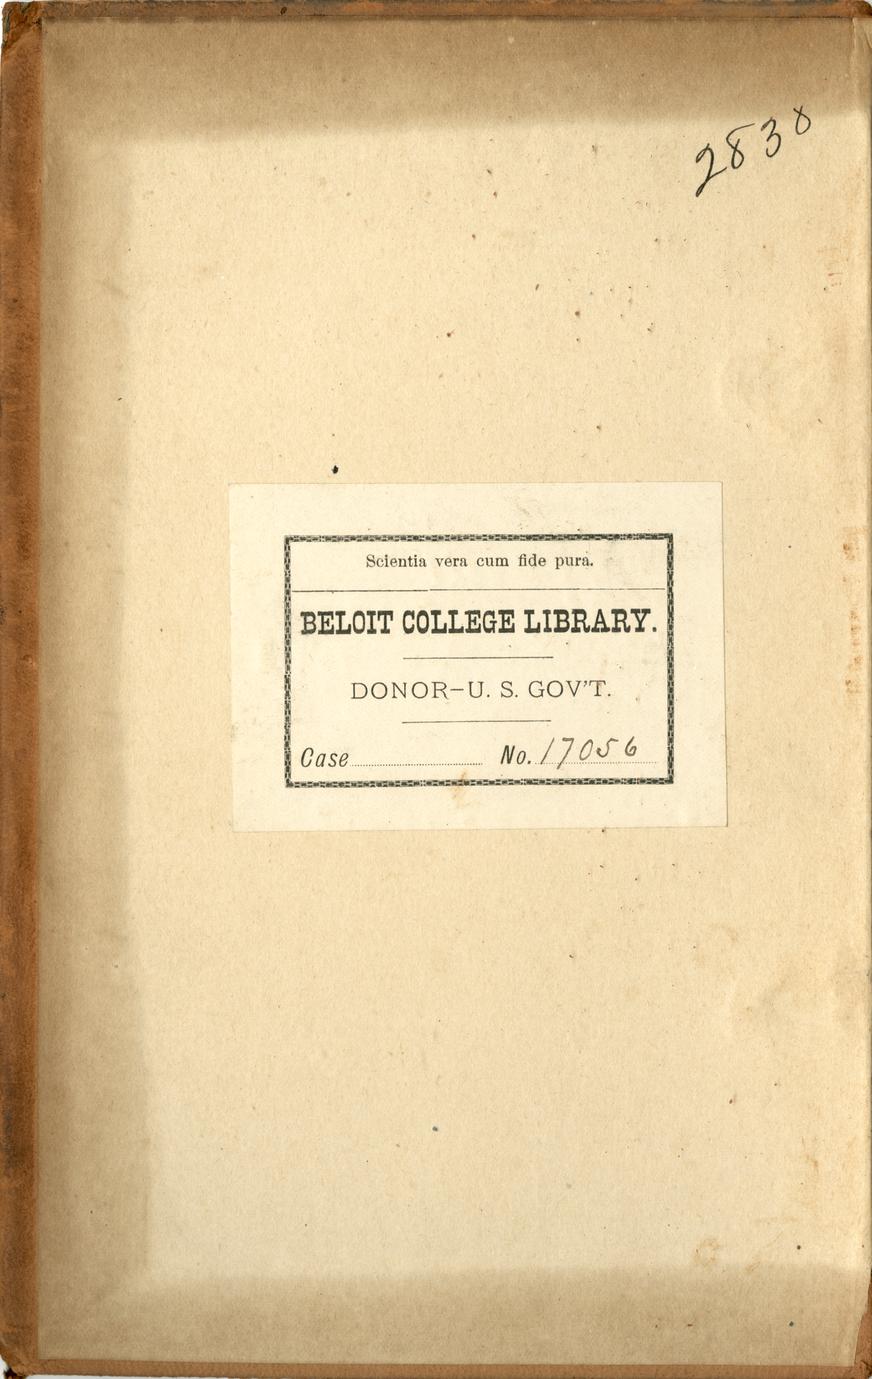 2838
Scientia vera cum fide pura.
BELOIT COLLEGE LIBRARY.
DONOR–U. S. GOV'T.
Case No. 17056